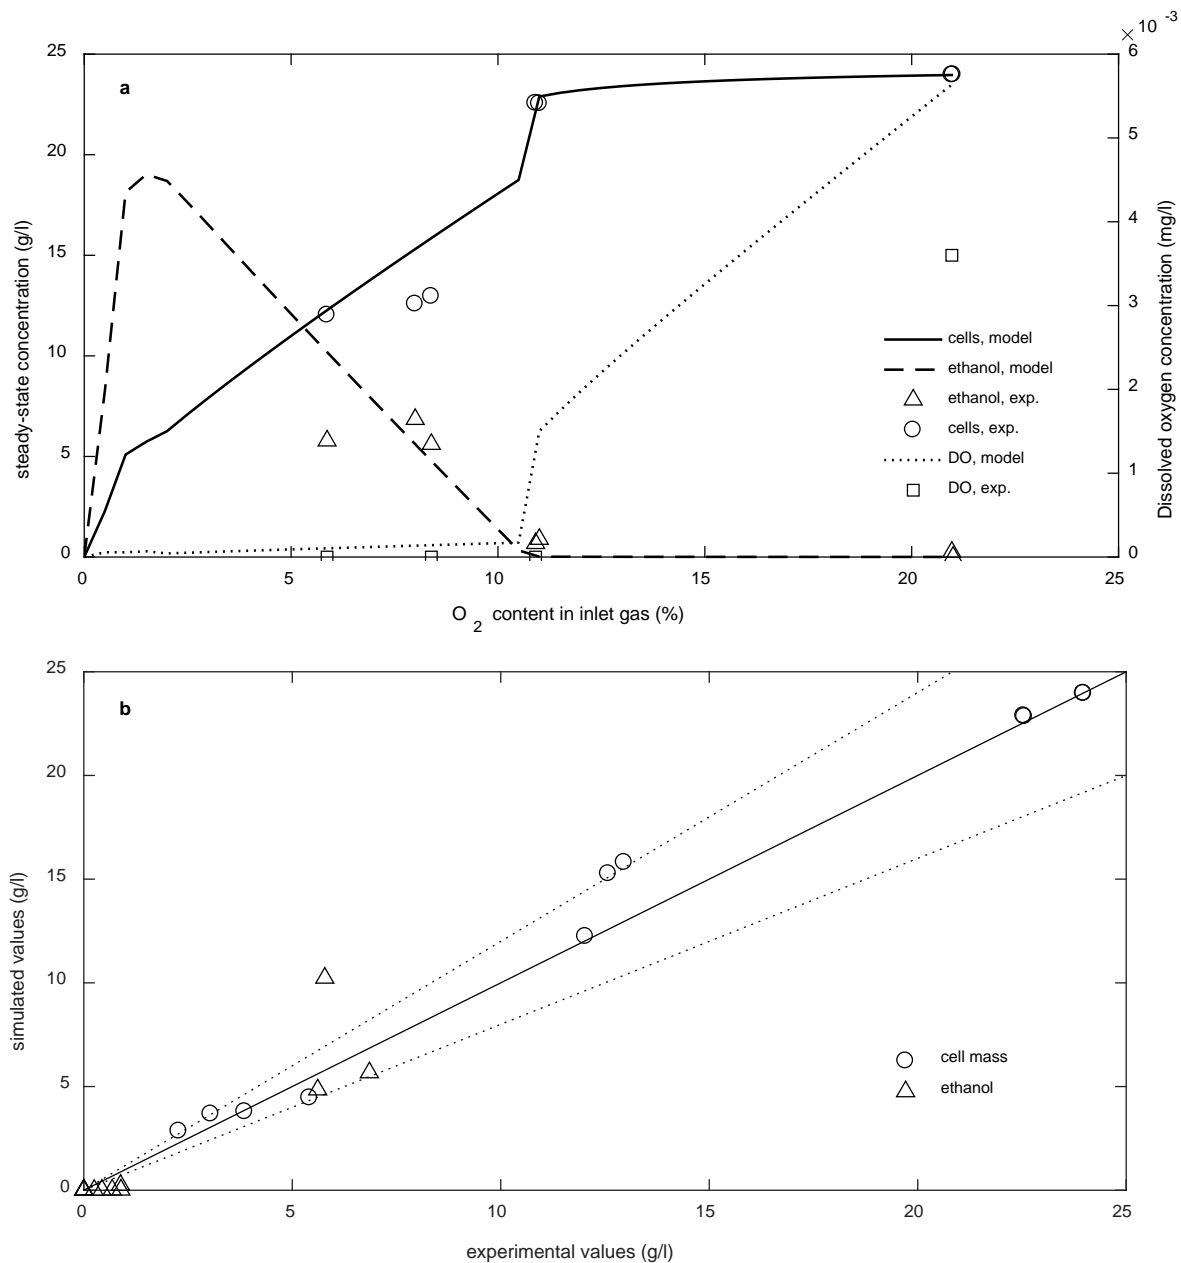 × 10 -3
25
6
a
20
5
4
15
3
10
2
5
1
0
0
steady-state concentration (g/l)
Dissolved oxygen concentration (mg/l)
cells, model
ethanol, model
ethanol, exp.
cells, exp.
DO, model
DO, exp.
0 5 10 15 20 25
O 2 content in inlet gas (%)
25
b
20
15
10
5
0
simulated values (g/l)
cell mass
ethanol
0 5 10 15 20 25
experimental values (g/l)